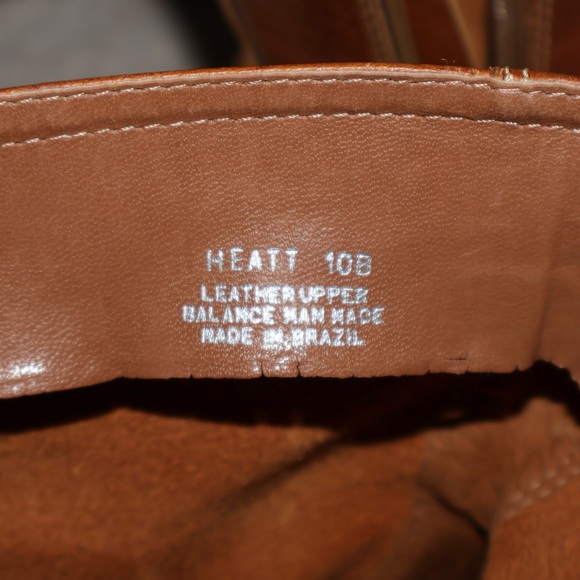 HEATT 10B
LEATHER UPPER
BALANCE MAN MADE
MADE IN BRAZIL